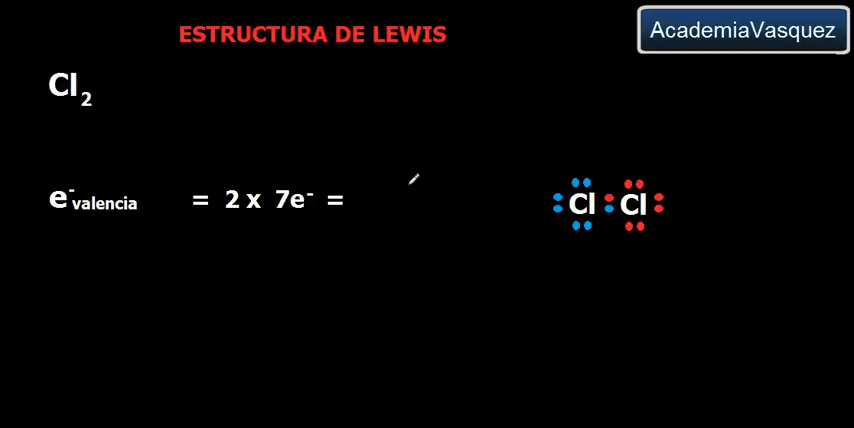 ESTRUCTURA DE LEWIS
AcademiaVasquez
Cl₂
e⁻valencia = 2 x 7e⁻ =
Cl Cl